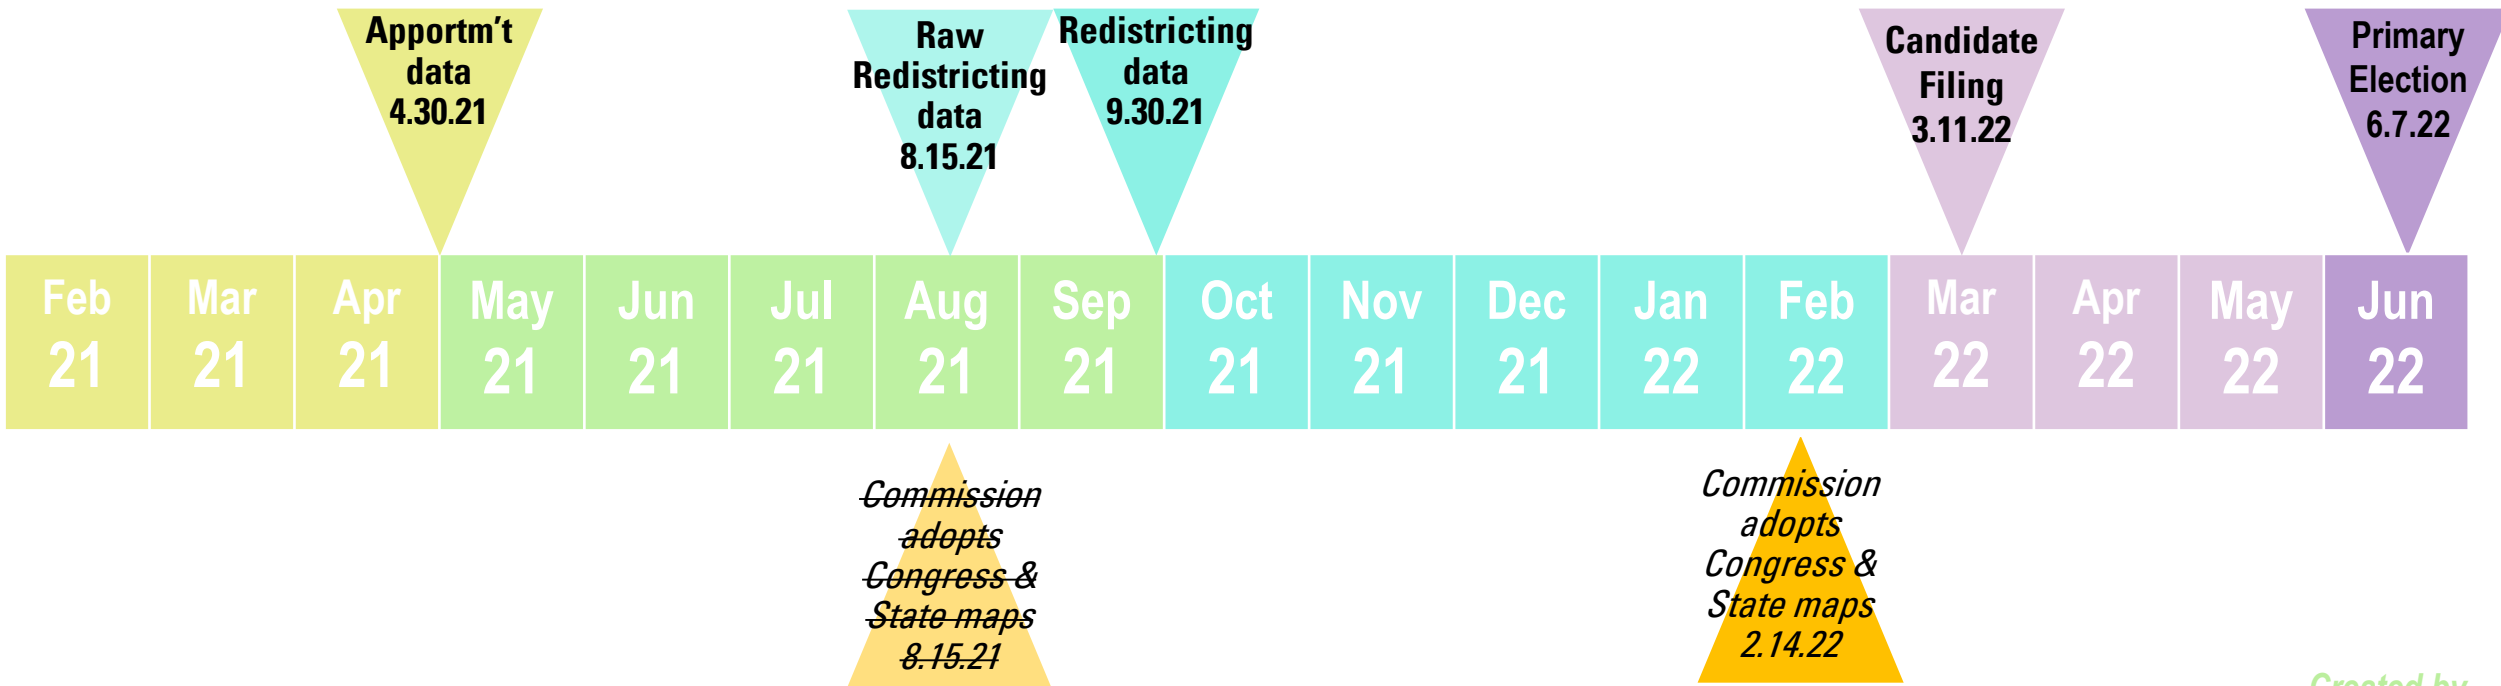 Apportm't
data
4.30.21
Raw
Redistricting
data
8.15.21
Redistricting
data
9.30.21
Candidate
Filing
3.11.22
Primary
Election
6.7.22
Feb
21
Mar
21
Apr
21
May
21
Jun
21
Jul
21
Aug
21
Sep
21
Oct
21
Nov
21
Dec
21
Jan
22
Feb
22
Mar
22
Apr
22
May
22
Jun
22
Commission
adopts
Congress &
State maps
8.15.21
Commission
adopts
Congress &
State maps
2.14.22
Created by